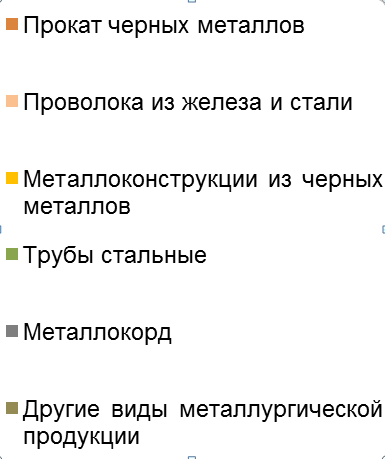 Прокат черных металлов
Проволока из железа и стали
Металлоконструкции из черных
металлов
Трубы стальные
Металлокорд
Другие виды металлургической
продукции